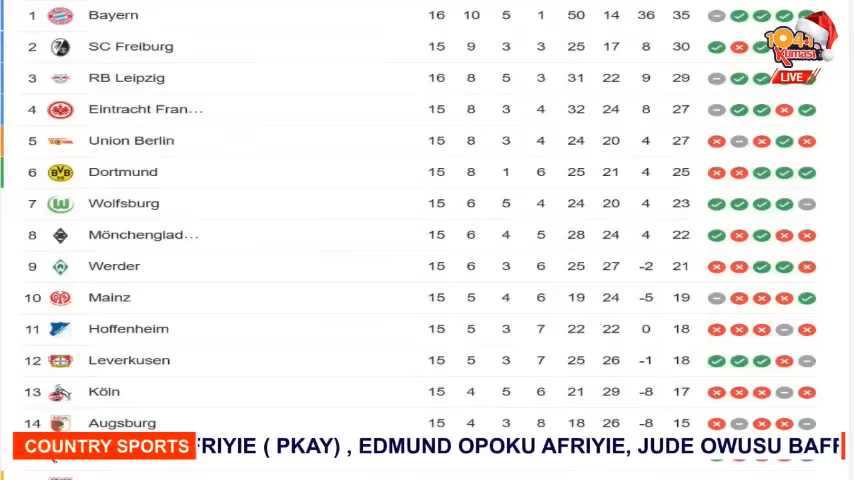 1 Bayern 16 10 5 1 50 14 36 35
104.1
2 SC Freiburg 15 9 3 3 25 17 8 30
Kumasi
3 RB Leipzig 16 8 5 3 31 22 9 29
LIVE
4 Eintracht Fran... 15 8 3 4 32 24 8 27
5 Union Berlin 15 8 3 4 24 20 4 27
6 Dortmund 15 8 1 6 25 21 4 25
7 Wolfsburg 15 6 5 4 24 20 4 23
8 Mönchenglad... 15 6 4 5 28 24 4 22
9 Werder 15 6 3 6 25 27 -2 21
10 Mainz 15 5 4 6 19 24 -5 19
11 Hoffenheim 15 5 3 7 22 22 0 18
12 Leverkusen 15 5 3 7 25 26 -1 18
13 Köln 15 4 5 6 21 29 -8 17
14 Augsburg 15 4 3 8 18 26 -8 15
COUNTRY SPORTS FRIYIE ( PKAY) , EDMUND OPOKU AFRIYIE, JUDE OWUSU BAFF